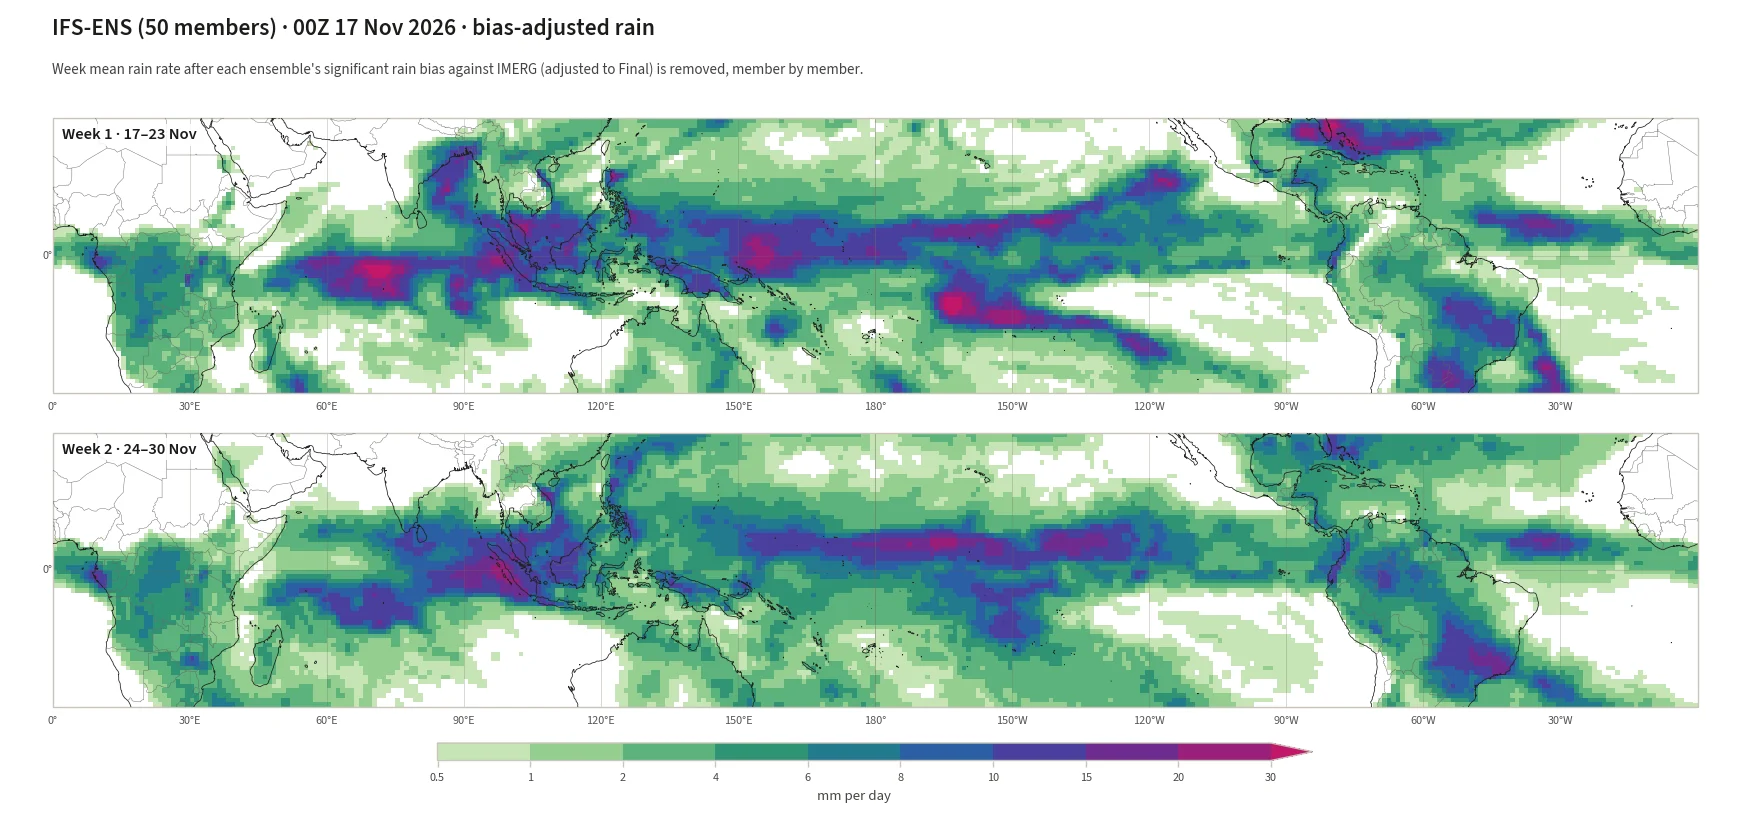 IFS-ENS (50 members) · 00Z 17 Nov 2026 · bias-adjusted rain
Week mean rain rate after each ensemble's significant rain bias against IMERG (adjusted to Final) is removed, member by member.
Week 1 · 17–23 Nov
0°
0° 30°E 60°E 90°E 120°E 150°E 180° 150°W 120°W 90°W 60°W 30°W
Week 2 · 24–30 Nov
0°
0° 30°E 60°E 90°E 120°E 150°E 180° 150°W 120°W 90°W 60°W 30°W
0.5 1 2 4 6 8 10 15 20 30
mm per day